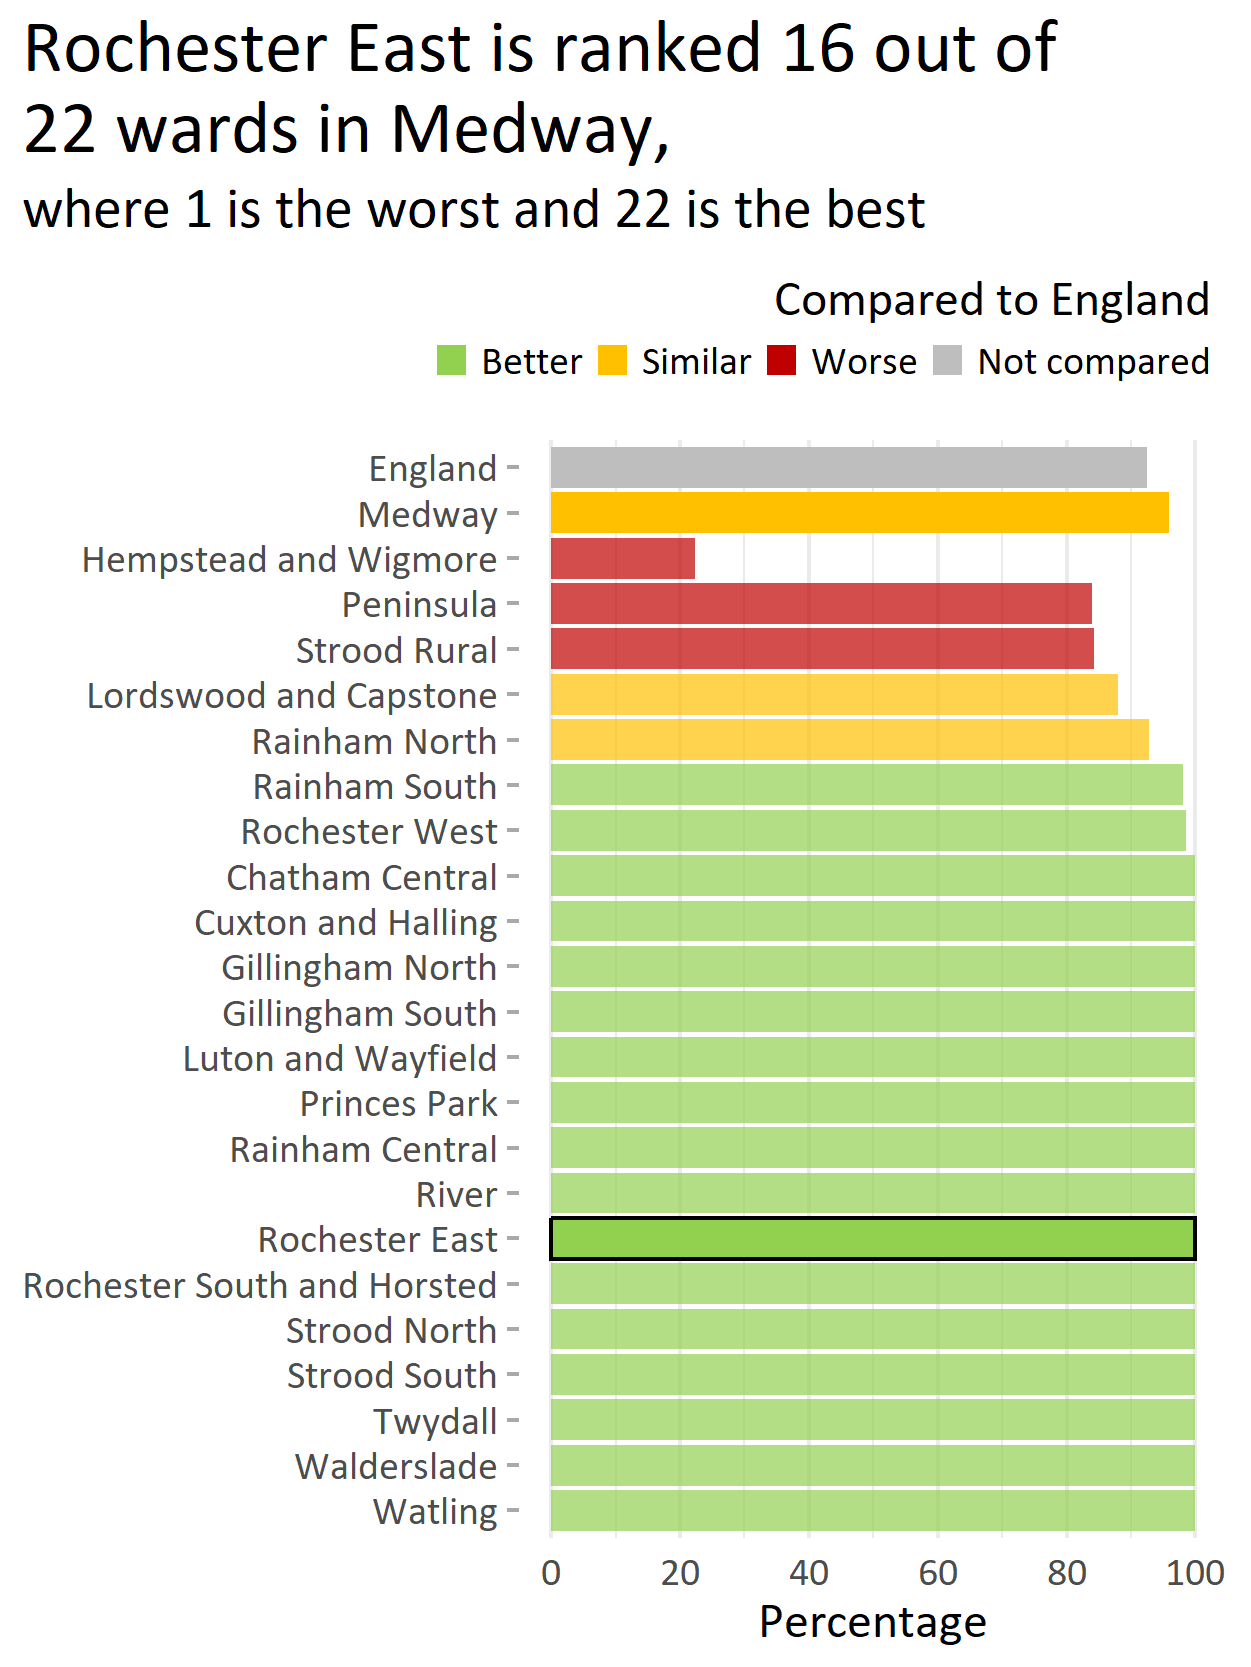 Rochester East is ranked 16 out of
22 wards in Medway,
where 1 is the worst and 22 is the best
Compared to England
Better Similar Worse Not compared
England
Medway
Hempstead and Wigmore
Peninsula
Strood Rural
Lordswood and Capstone
Rainham North
Rainham South
Rochester West
Chatham Central
Cuxton and Halling
Gillingham North
Gillingham South
Luton and Wayfield
Princes Park
Rainham Central
River
Rochester East
Rochester South and Horsted
Strood North
Strood South
Twydall
Walderslade
Watling
0 20 40 60 80 100
Percentage